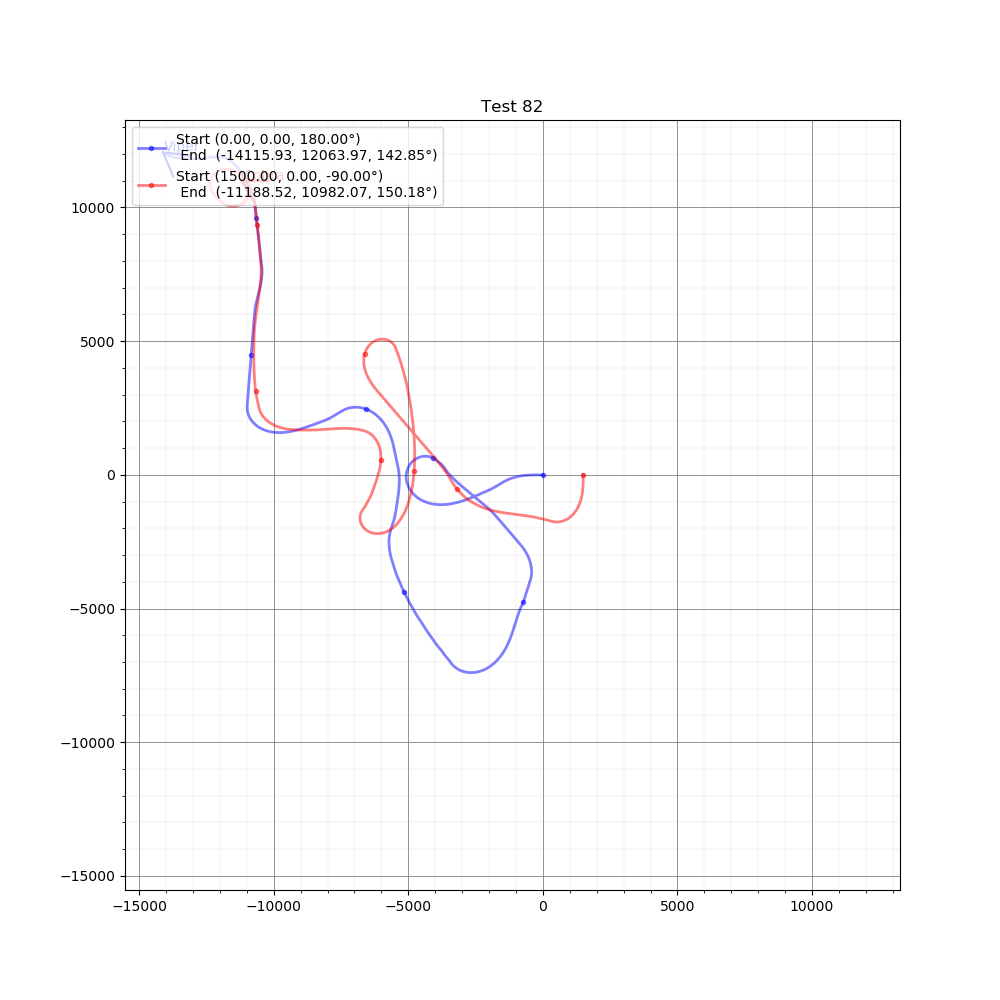 Test 82
Start (0.00, 0.00, 180.00°)
End (-14115.93, 12063.97, 142.85°)
Start (1500.00, 0.00, -90.00°)
End (-11188.52, 10982.07, 150.18°)
10000
5000
0
−5000
−10000
−15000
−15000
−10000
−5000
0
5000
10000